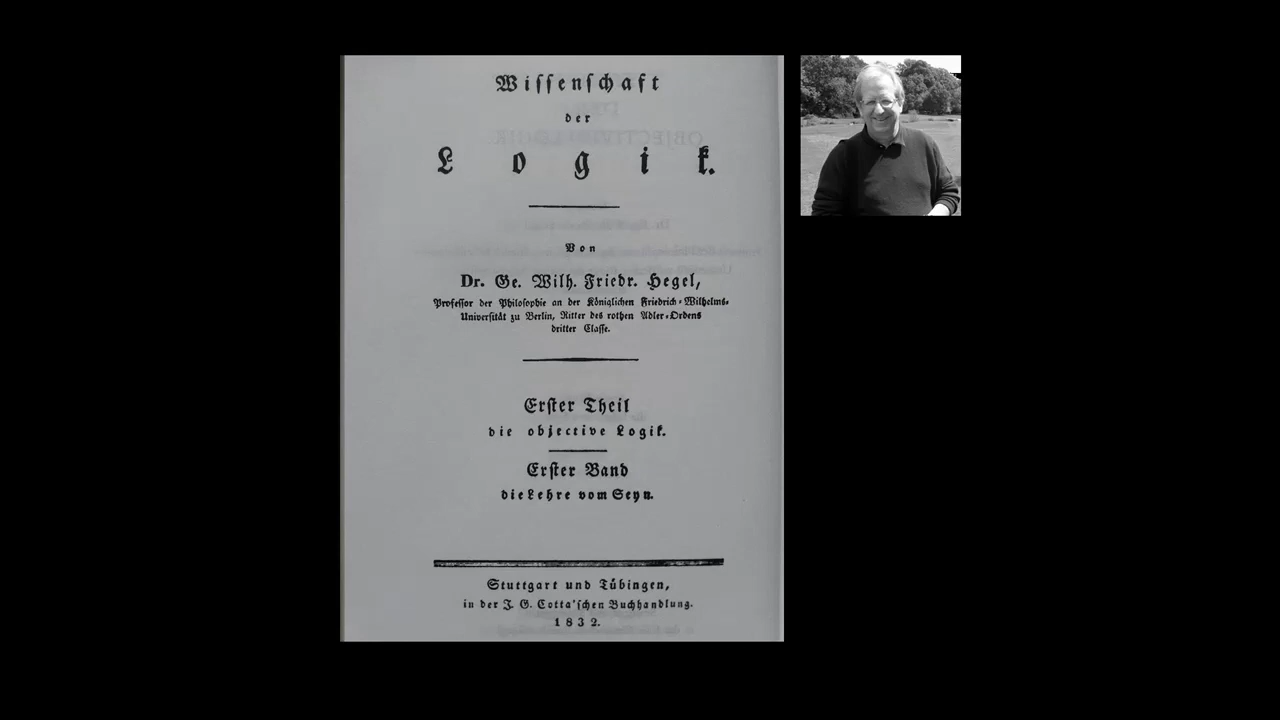 Wiſſenſchaft
der
Logik.
Von
Dr. Ge. Wilh. Friedr. Hegel,
Profeſſor der Philoſophie an der Königlichen Friedrich-Wilhelms-
Univerſität zu Berlin, Ritter des rothen Adler-Ordens
dritter Claſſe.
Erſter Theil
die objective Logik.
Erſter Band
die Lehre vom Seyn.
Stuttgart und Tübingen,
in der J. G. Cotta'ſchen Buchhandlung.
1832.